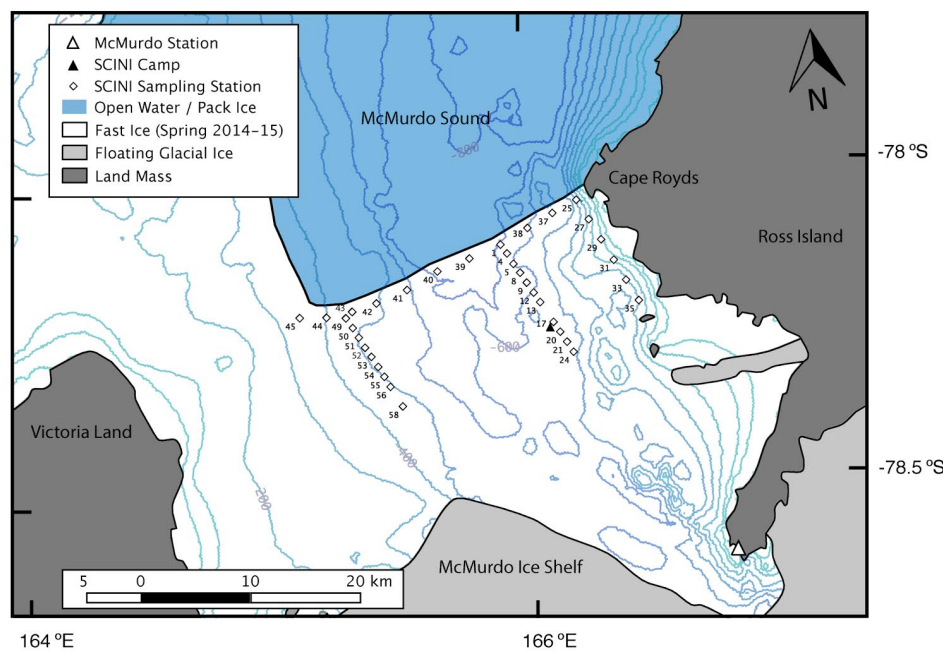 McMurdo Station
SCINI Camp
SCINI Sampling Station
Open Water / Pack Ice
Fast Ice (Spring 2014-15)
Floating Glacial Ice
Land Mass
McMurdo Sound
-800
N
-78 ºS
Cape Royds
Ross Island
25
37
27
38
29
1
4
39
31
5
40
8
33
9
41
12
35
43
42
13
45
44
49
17
50
20
51
-600
21
52
24
53
54
55
56
58
Victoria Land
-400
-78.5 ºS
-200
McMurdo Ice Shelf
5 0 10 20 km
164 ºE
166 ºE